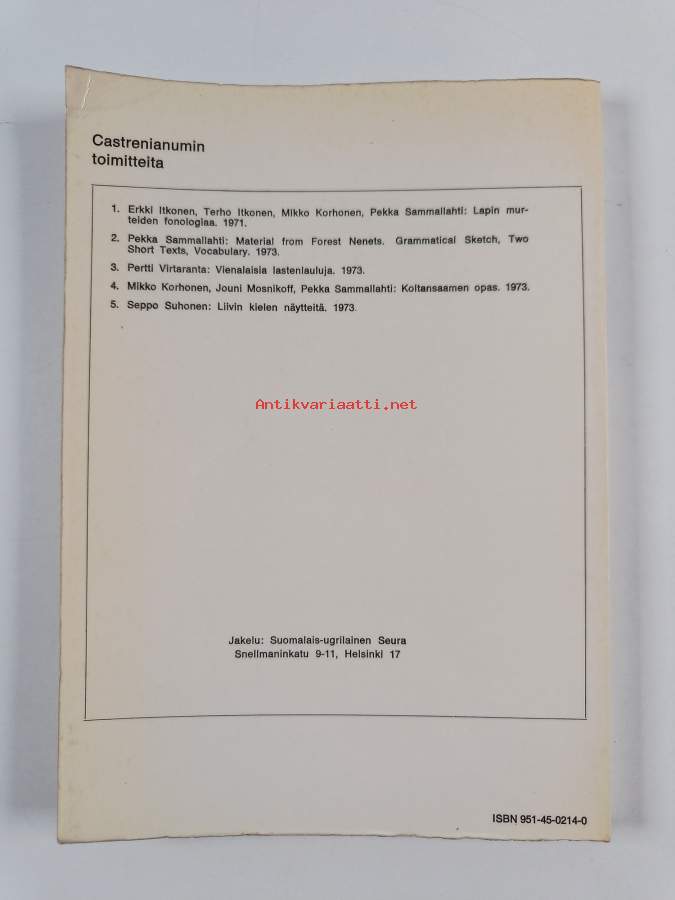 Castrenianumin
toimitteita
1. Erkki Itkonen, Terho Itkonen, Mikko Korhonen, Pekka Sammallahti: Lapin mur-
teiden fonologiaa. 1971.
2. Pekka Sammallahti: Material from Forest Nenets. Grammatical Sketch, Two
Short Texts, Vocabulary. 1973.
3. Pertti Virtaranta: Vienalaisia lastenlauluja. 1973.
4. Mikko Korhonen, Jouni Mosnikoff, Pekka Sammallahti: Koltansaamen opas. 1973.
5. Seppo Suhonen: Liivin kielen näytteitä. 1973.
Antikvariaatti.net
Jakelu: Suomalais-ugrilainen Seura
Snellmaninkatu 9-11, Helsinki 17
ISBN 951-45-0214-0